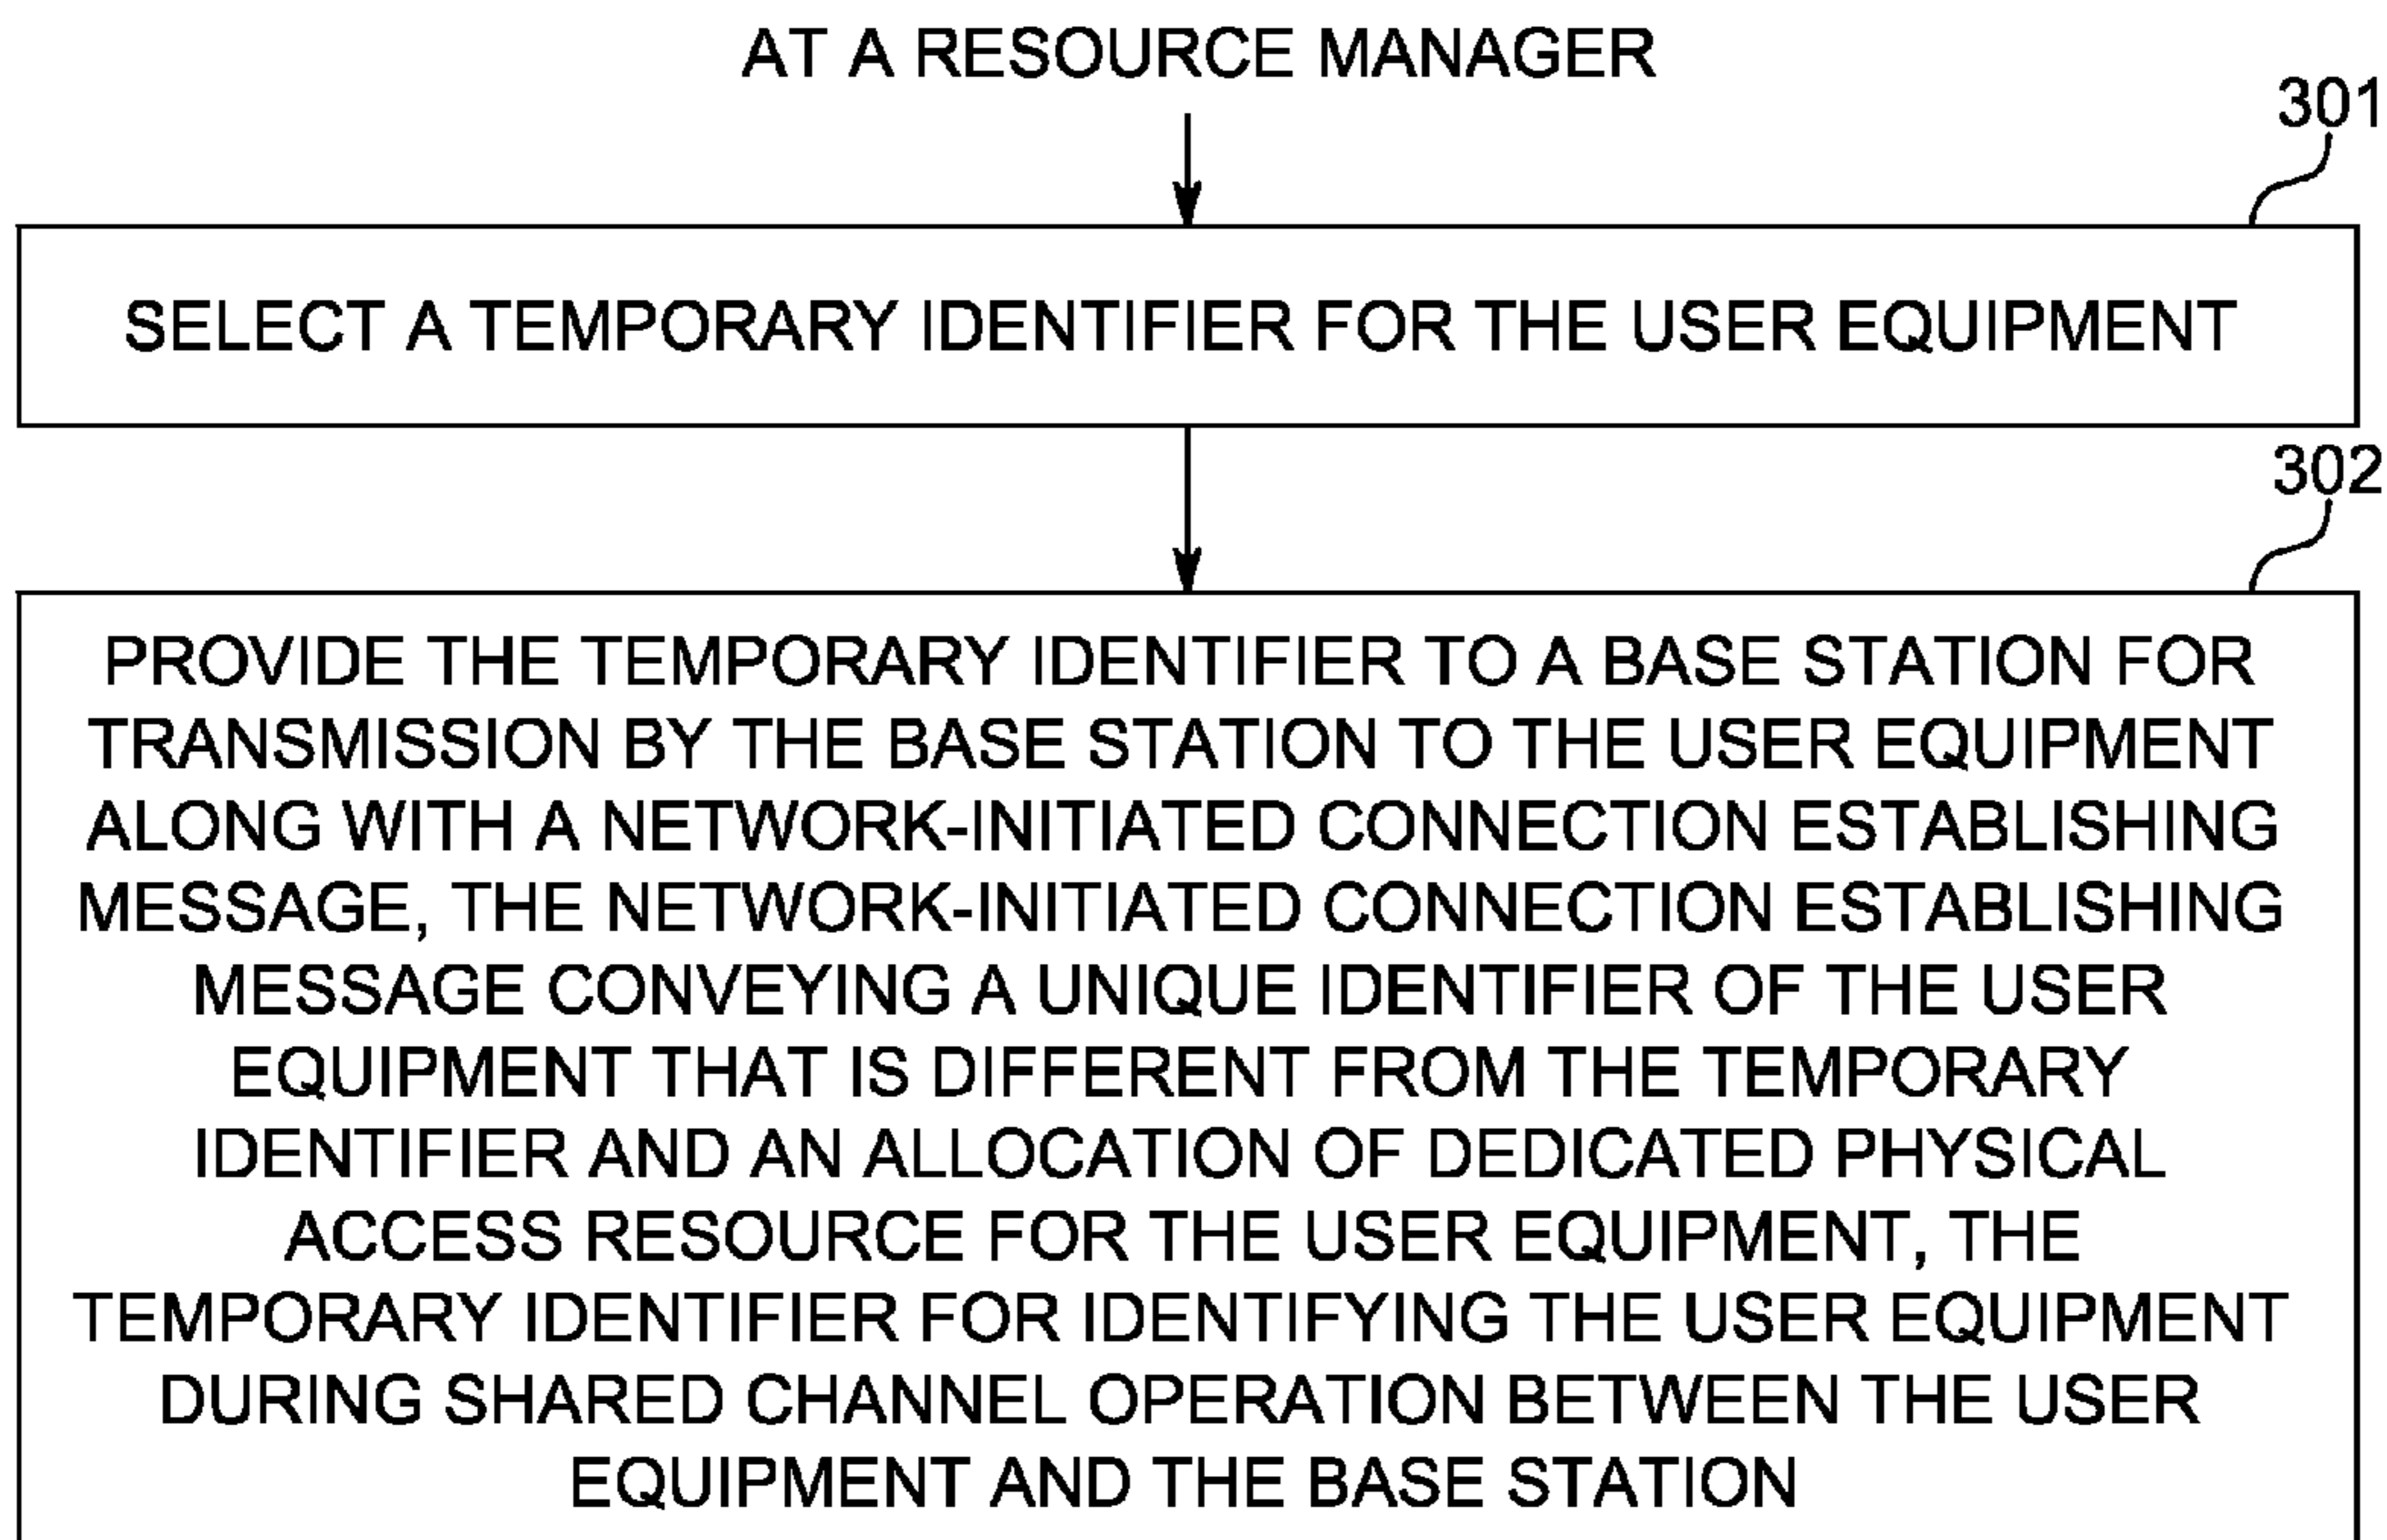 AT A RESOURCE MANAGER
301
SELECT A TEMPORARY IDENTIFIER FOR THE USER EQUIPMENT
302
PROVIDE THE TEMPORARY IDENTIFIER TO A BASE STATION FOR
TRANSMISSION BY THE BASE STATION TO THE USER EQUIPMENT
ALONG WITH A NETWORK-INITIATED CONNECTION ESTABLISHING
MESSAGE, THE NETWORK-INITIATED CONNECTION ESTABLISHING
MESSAGE CONVEYING A UNIQUE IDENTIFIER OF THE USER
EQUIPMENT THAT IS DIFFERENT FROM THE TEMPORARY
IDENTIFIER AND AN ALLOCATION OF DEDICATED PHYSICAL
ACCESS RESOURCE FOR THE USER EQUIPMENT, THE
TEMPORARY IDENTIFIER FOR IDENTIFYING THE USER EQUIPMENT
DURING SHARED CHANNEL OPERATION BETWEEN THE USER
EQUIPMENT AND THE BASE STATION